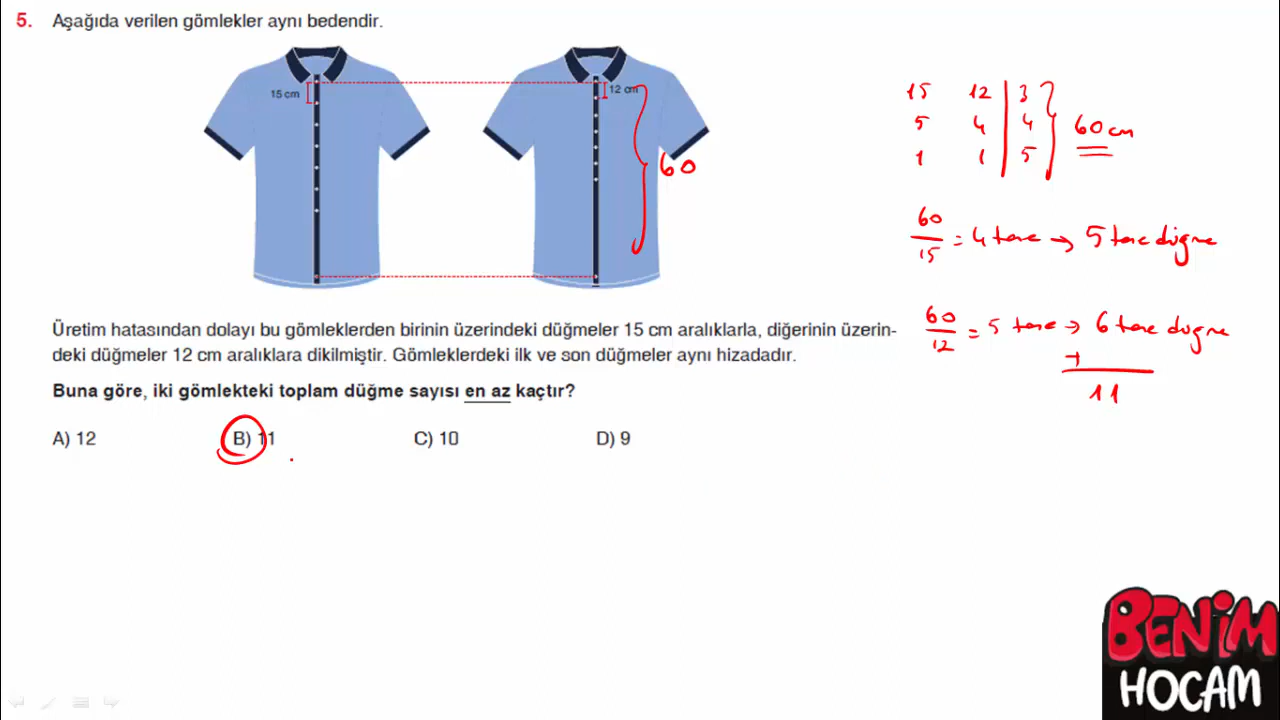 5. Aşağıda verilen gömlekler aynı bedendir.
15 cm
12 cm
60
15 12 3
5 4 4
1 1 5
60 cm
60/15 = 4 tane → 5 tane düğme
60/12 = 5 tane → 6 tane düğme
+
11
Üretim hatasından dolayı bu gömleklerden birinin üzerindeki düğmeler 15 cm aralıklarla, diğerinin üzerin-
deki düğmeler 12 cm aralıklara dikilmiştir. Gömleklerdeki ilk ve son düğmeler aynı hizadadır.
Buna göre, iki gömlekteki toplam düğme sayısı en az kaçtır?
A) 12 B) 11 C) 10 D) 9
BENİM
HOCAM